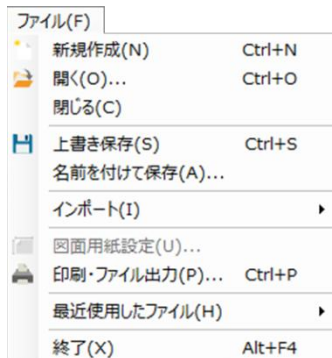 ファイル(F)
新規作成(N) Ctrl+N
開く(O)... Ctrl+O
閉じる(C)
上書き保存(S) Ctrl+S
名前を付けて保存(A)...
インポート(I)
図面用紙設定(U)...
印刷・ファイル出力(P)... Ctrl+P
最近使用したファイル(H)
終了(X) Alt+F4